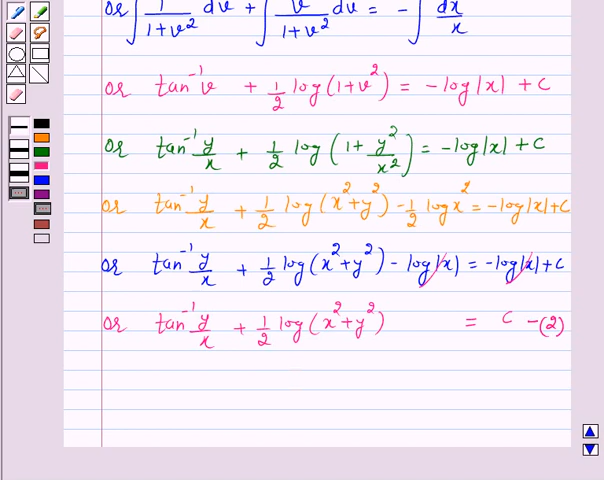 or ∫ 1/(1+v²) dv + ∫ v/(1+v²) dv = - ∫ dx/x
or tan⁻¹v + 1/2 log(1+v²) = -log|x| + C
or tan⁻¹ y/x + 1/2 log(1 + y²/x²) = -log|x| + C
or tan⁻¹ y/x + 1/2 log(x²+y²) - 1/2 log x² = -log|x| + C
or tan⁻¹ y/x + 1/2 log(x²+y²) - log|x| = -log|x| + C
or tan⁻¹ y/x + 1/2 log(x²+y²) = C -(2)